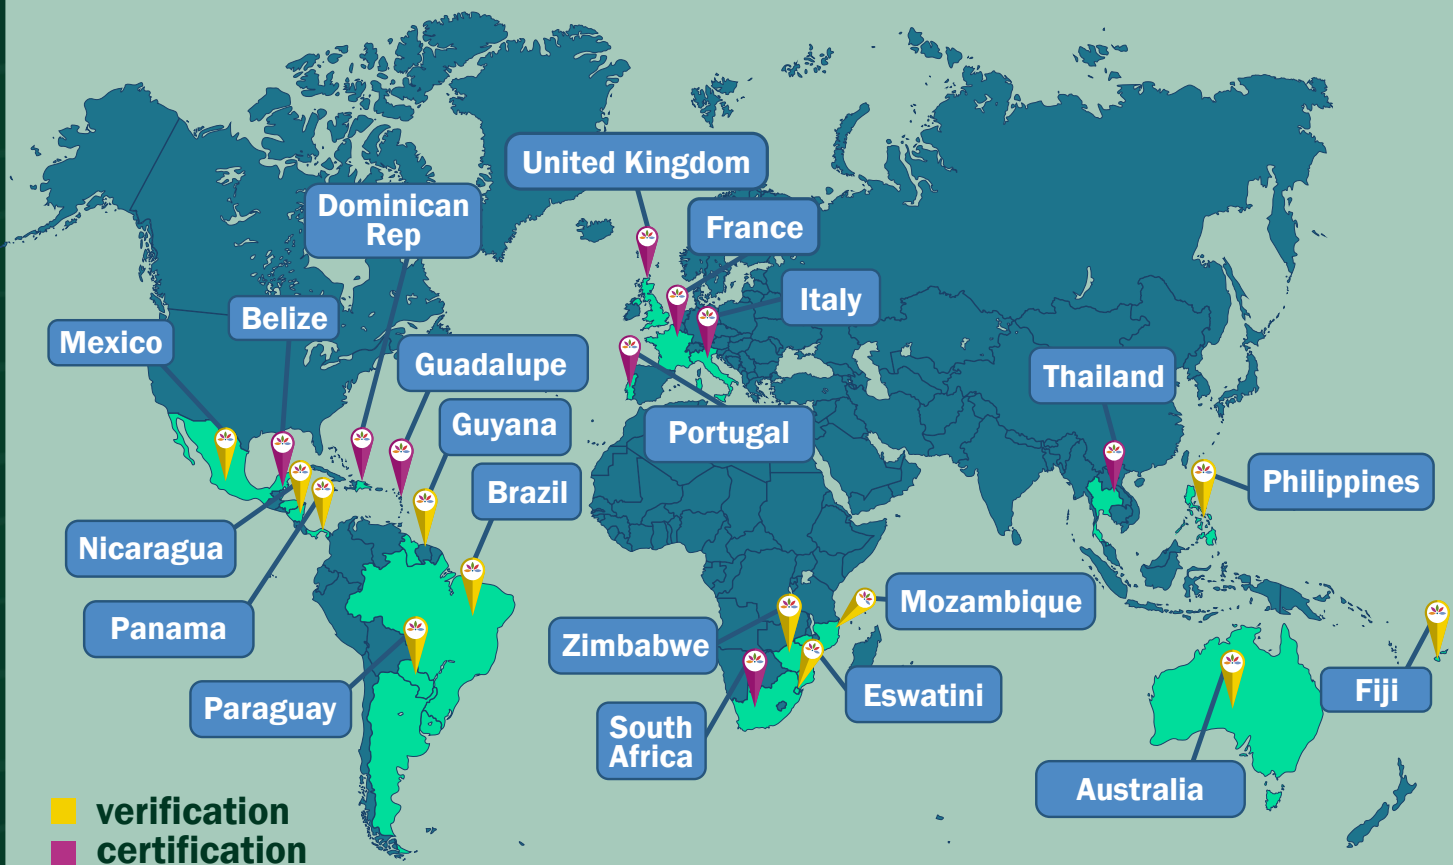 United Kingdom
Dominican
Rep
France
Italy
Belize
Mexico
Guadalupe
Thailand
Guyana
Portugal
Brazil
Philippines
Nicaragua
Panama
Mozambique
Zimbabwe
Paraguay
Eswatini
Fiji
South
Africa
Australia
verification
certification